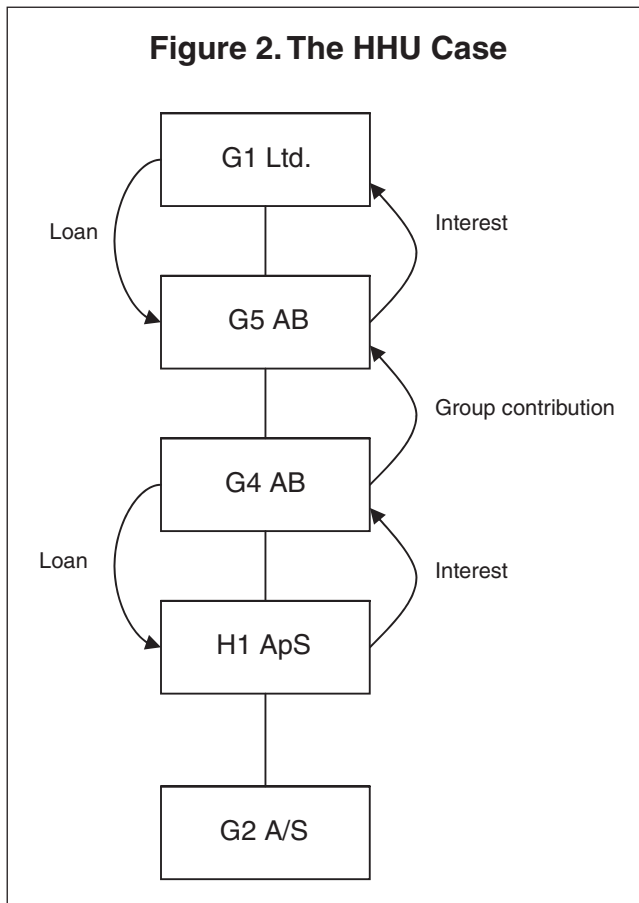 Figure 2. The HHU Case
G1 Ltd.
Loan
Interest
G5 AB
Group contribution
G4 AB
Loan
Interest
H1 ApS
G2 A/S